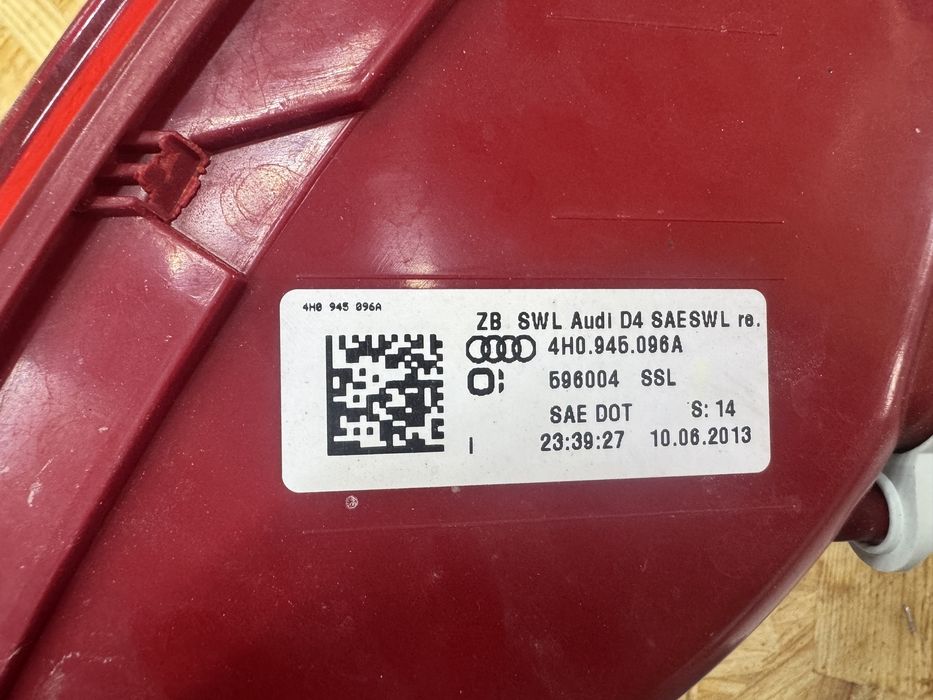 4H0 945 096A
ZB SWL Audi D4 SAESWL re.
4H0.945.096A
596004 SSL
SAE DOT S: 14
23:39:27 10.06.2013